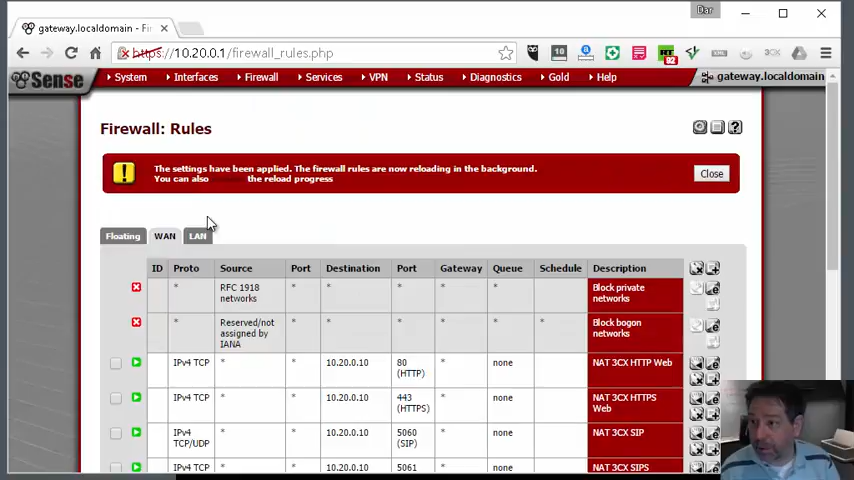 Dar
gateway.localdomain - Fi
https://10.20.0.1/firewall_rules.php
10
RT
82
XML
3CX
Sense
System
Interfaces
Firewall
Services
VPN
Status
Diagnostics
Gold
Help
gateway.localdomain
Firewall: Rules
?
!
The settings have been applied. The firewall rules are now reloading in the background.
You can also the reload progress
Close
Floating
WAN
LAN
ID Proto Source Port Destination Port Gateway Queue Schedule Description
* RFC 1918 * * * * * Block private
networks networks
* Reserved/not * * * * * * Block bogon
assigned by networks
IANA
IPv4 TCP * * 10.20.0.10 80 * none NAT 3CX HTTP Web
(HTTP)
IPv4 TCP * * 10.20.0.10 443 * none NAT 3CX HTTPS
(HTTPS) Web
IPv4 * * 10.20.0.10 5060 * none NAT 3CX SIP
TCP/UDP (SIP)
IPv4 TCP * * 10.20.0.10 5061 * none NAT 3CX SIPS